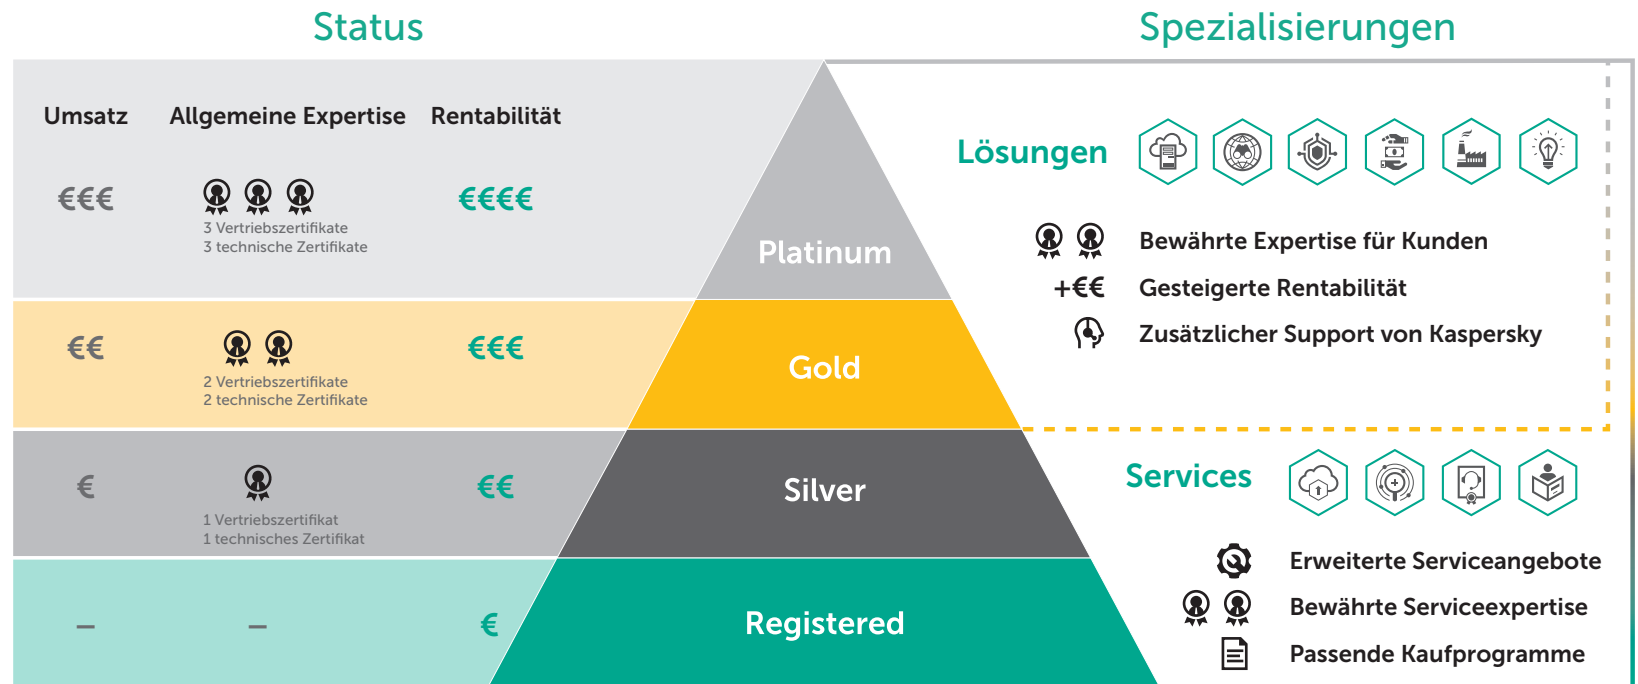 Status
Spezialisierungen
Umsatz
Allgemeine Expertise
Rentabilität
€€€
3 Vertriebszertifikate
3 technische Zertifikate
€€€€
Platinum
€€
2 Vertriebszertifikate
2 technische Zertifikate
€€€
Gold
€
1 Vertriebszertifikat
1 technisches Zertifikat
€€
Silver
–
–
€
Registered
Lösungen
Bewährte Expertise für Kunden
+€€
Gesteigerte Rentabilität
Zusätzlicher Support von Kaspersky
Services
Erweiterte Serviceangebote
Bewährte Serviceexpertise
Passende Kaufprogramme